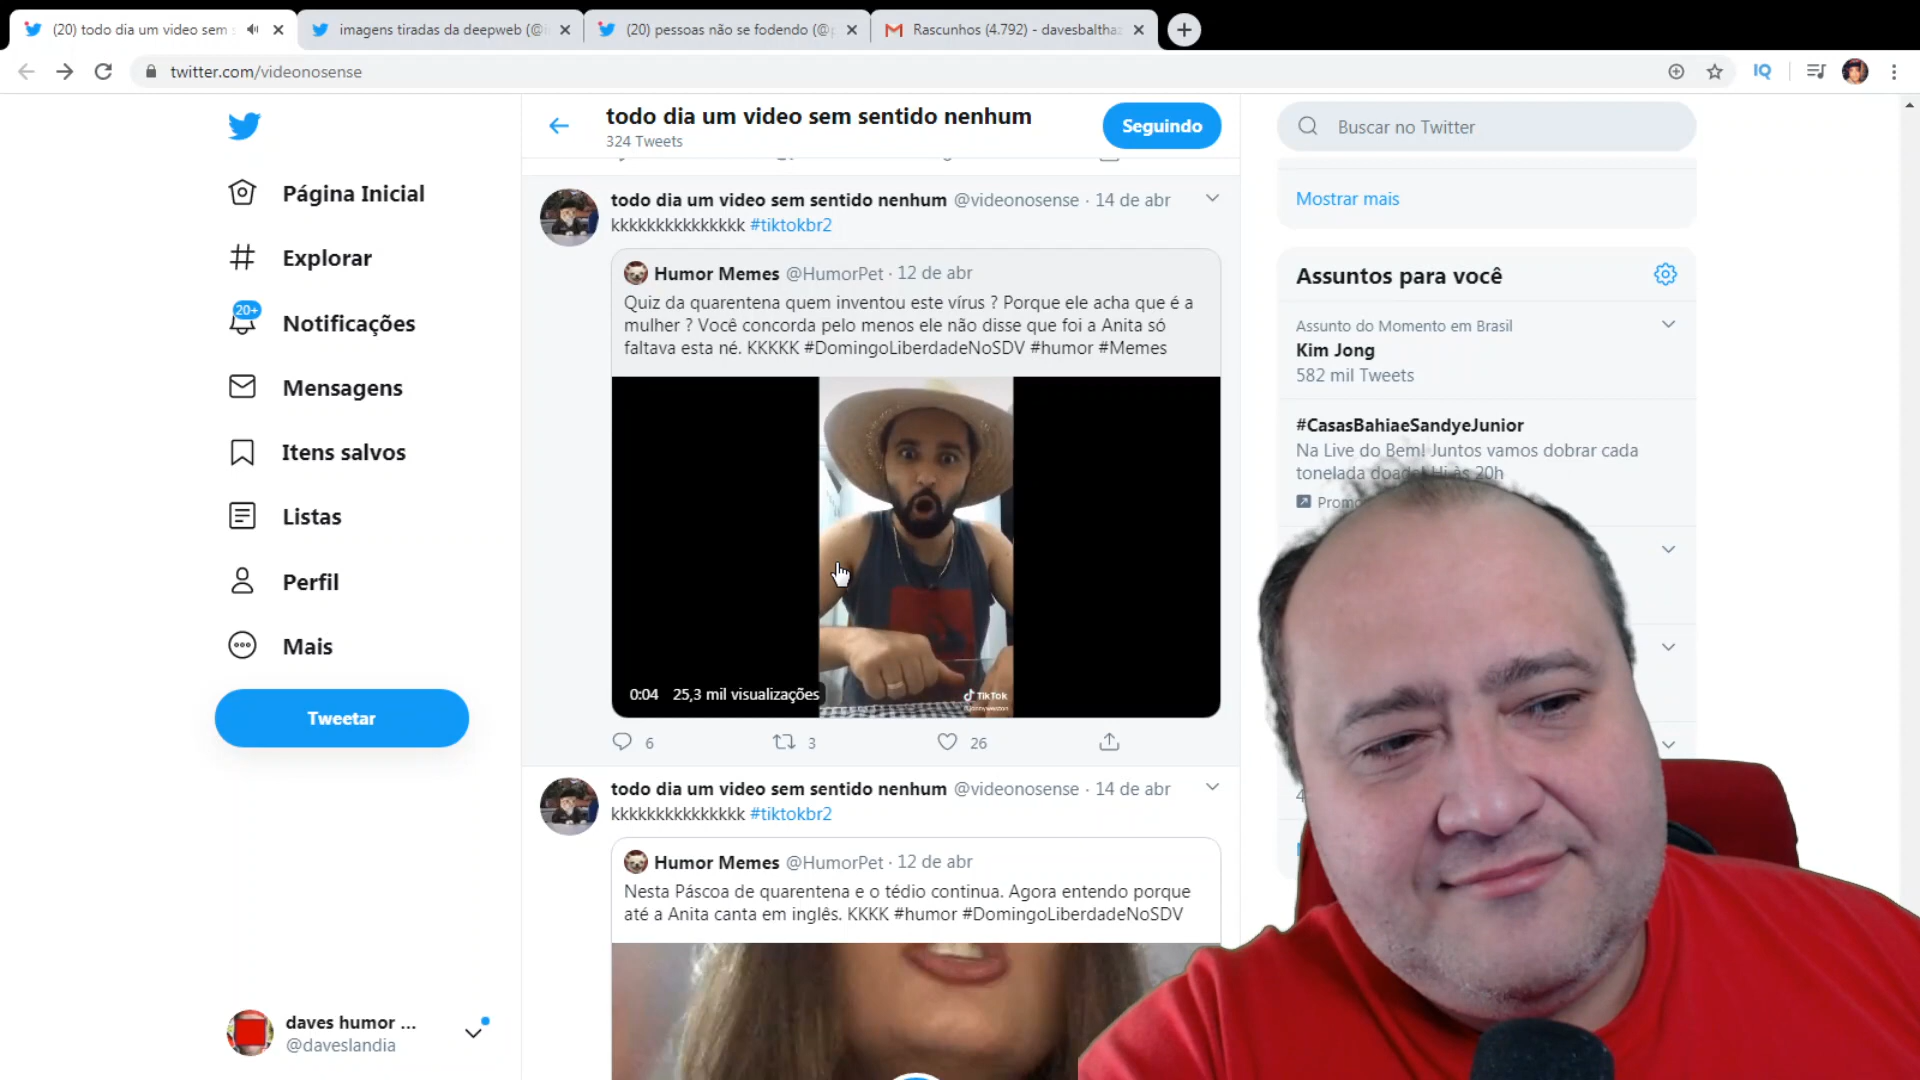 (20) todo dia um video sem s
imagens tiradas da deepweb (@i
(20) pessoas não se fodendo (@p
Rascunhos (4.792) - davesbalthaz
twitter.com/videonosense
IQ
todo dia um video sem sentido nenhum
324 Tweets
Seguindo
Buscar no Twitter
Página Inicial
Explorar
20+
Notificações
Mensagens
Itens salvos
Listas
Perfil
Mais
Tweetar
daves humor ...
@daveslandia
todo dia um video sem sentido nenhum @videonosense · 14 de abr
kkkkkkkkkkkkkkk #tiktokbr2
Humor Memes @HumorPet · 12 de abr
Quiz da quarentena quem inventou este vírus ? Porque ele acha que é a
mulher ? Você concorda pelo menos ele não disse que foi a Anita só
faltava esta né. KKKKK #DomingoLiberdadeNoSDV #humor #Memes
0:04 25,3 mil visualizações
TikTok
6
3
26
todo dia um video sem sentido nenhum @videonosense · 14 de abr
kkkkkkkkkkkkkkk #tiktokbr2
Humor Memes @HumorPet · 12 de abr
Nesta Páscoa de quarentena e o tédio continua. Agora entendo porque
até a Anita canta em inglês. KKKK #humor #DomingoLiberdadeNoSDV
Mostrar mais
Assuntos para você
Assunto do Momento em Brasil
Kim Jong
582 mil Tweets
#CasasBahiaeSandyeJunior
Na Live do Bem! Juntos vamos dobrar cada
tonelada doada! Hj às 20h
Promo
4